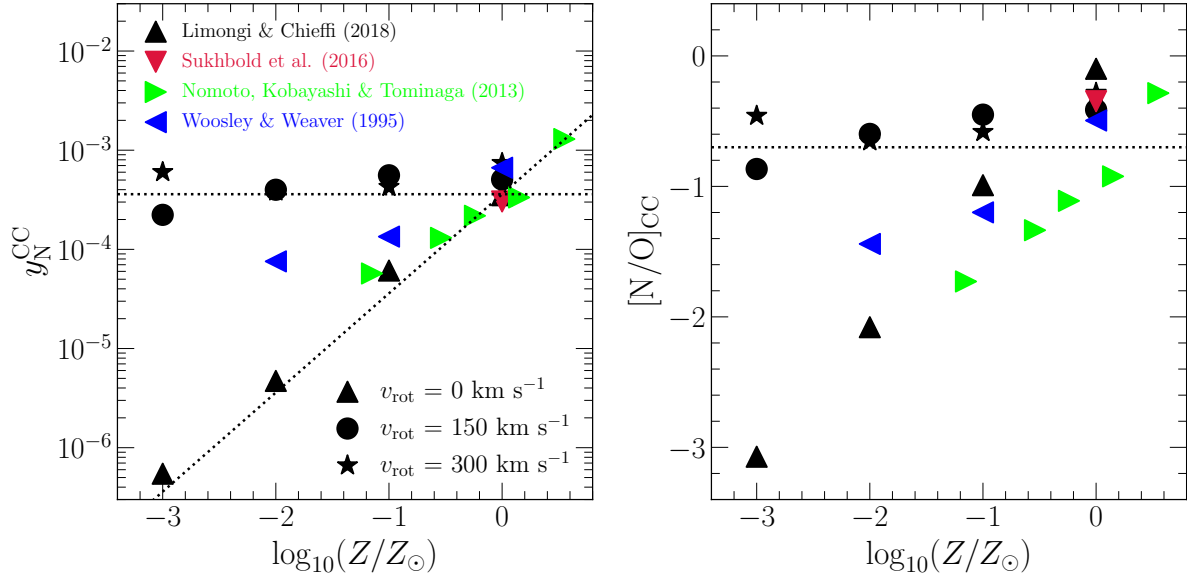 Limongi & Chieffi (2018)
Sukhbold et al. (2016)
Nomoto, Kobayashi & Tominaga (2013)
Woosley & Weaver (1995)
v_rot = 0 km s⁻¹
v_rot = 150 km s⁻¹
v_rot = 300 km s⁻¹
10⁻²
10⁻³
10⁻⁴
10⁻⁵
10⁻⁶
y_N^CC
−3 −2 −1 0
log₁₀(Z/Z_⊙)
0
−1
−2
−3
[N/O]_CC
−3 −2 −1 0
log₁₀(Z/Z_⊙)